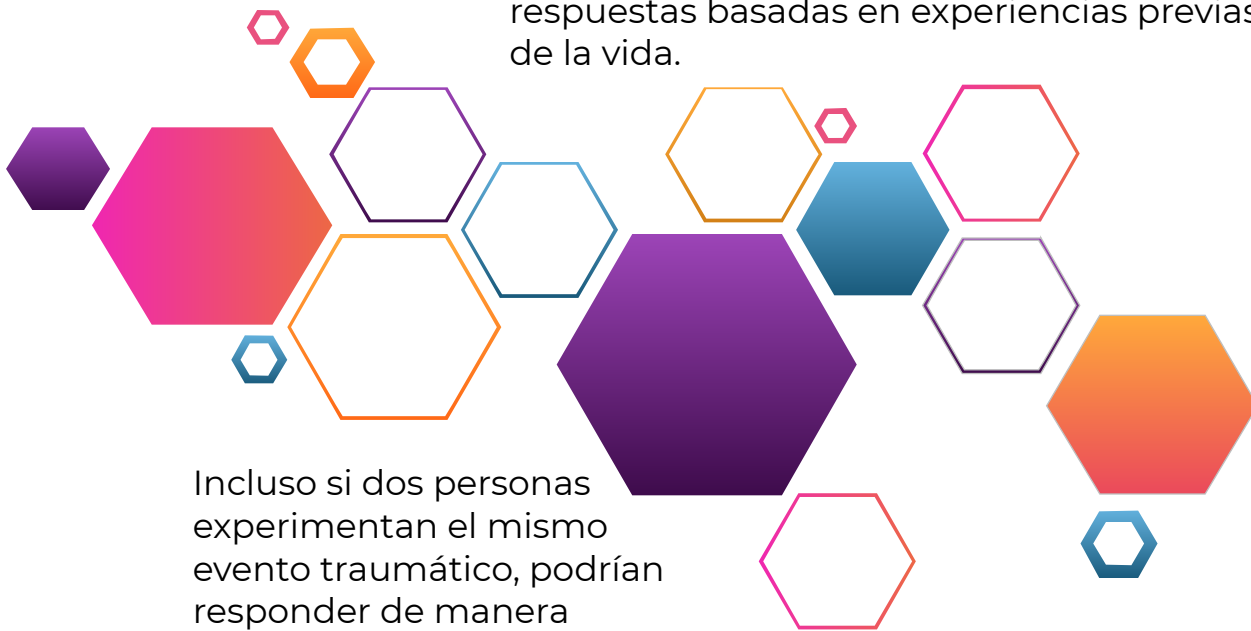 respuestas basadas en experiencias previas
de la vida.
Incluso si dos personas
experimentan el mismo
evento traumático, podrían
responder de manera